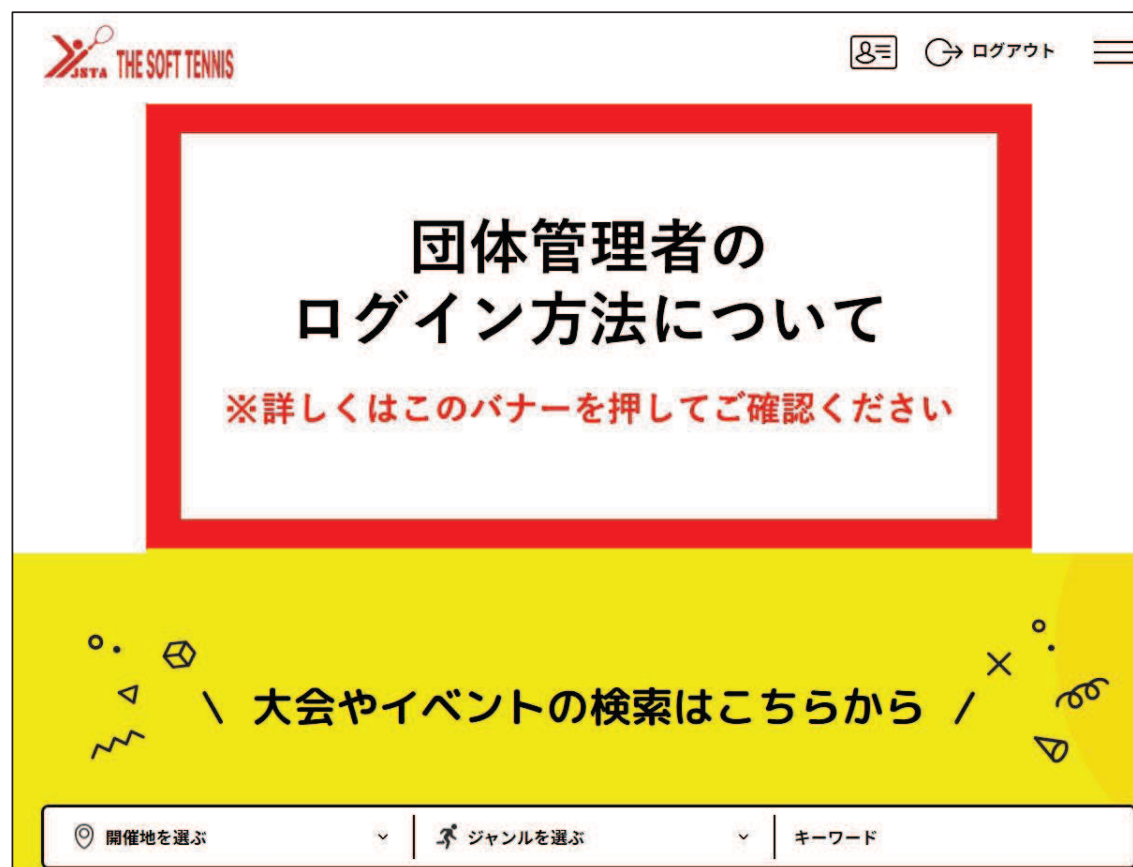 JSTA THE SOFT TENNIS
ログアウト
団体管理者の
ログイン方法について
※詳しくはこのバナーを押してご確認ください
\ 大会やイベントの検索はこちらから /
開催地を選ぶ
ジャンルを選ぶ
キーワード